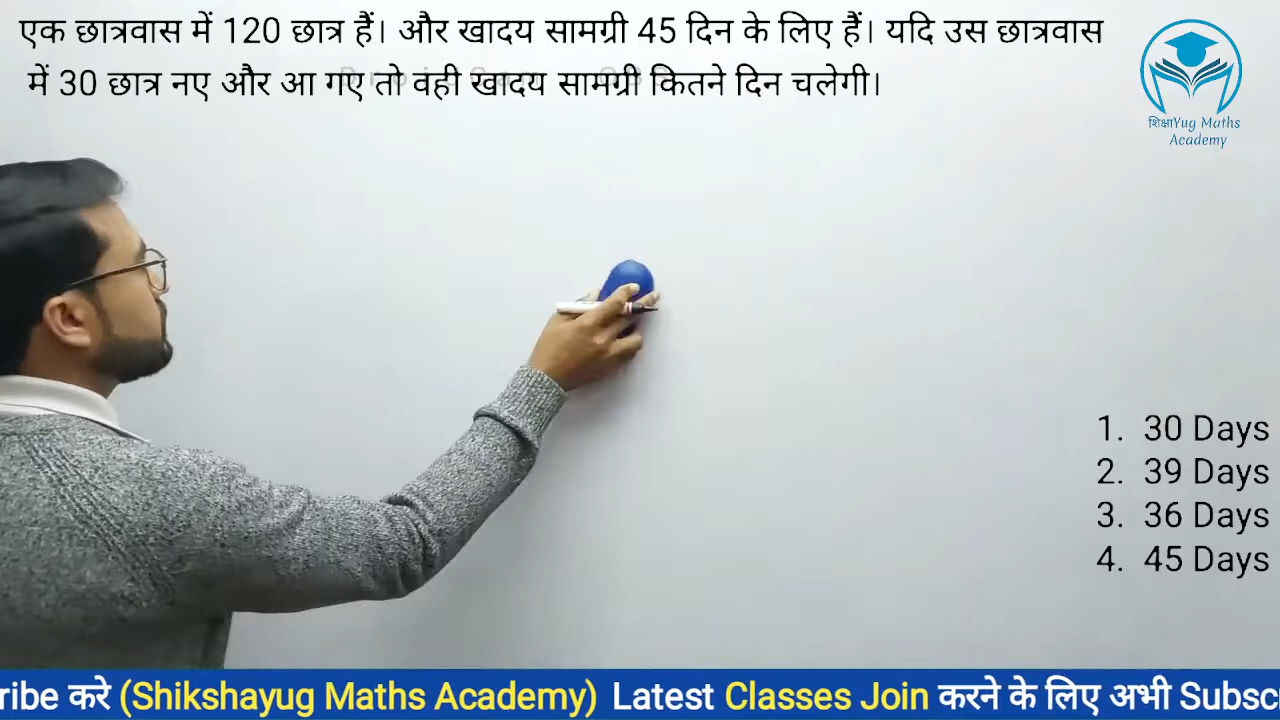 एक छात्रवास में 120 छात्र हैं। और खादय सामग्री 45 दिन के लिए हैं। यदि उस छात्रवास
में 30 छात्र नए और आ गए तो वही खादय सामग्री कितने दिन चलेगी।
शिक्षाYug Maths
Academy
1. 30 Days
2. 39 Days
3. 36 Days
4. 45 Days
ribe करे (Shikshayug Maths Academy) Latest Classes Join करने के लिए अभी Subsc